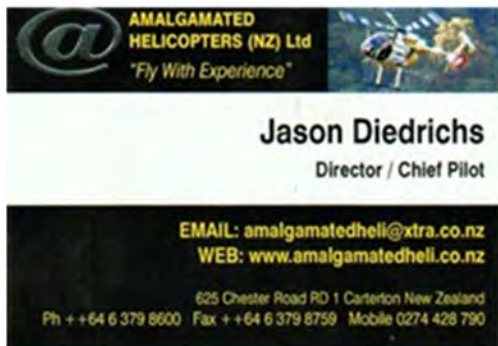 @
AMALGAMATED
HELICOPTERS (NZ) Ltd
"Fly With Experience"
Jason Diedrichs
Director / Chief Pilot
EMAIL: amalgamatedheli@xtra.co.nz
WEB: www.amalgamatedheli.co.nz
625 Chester Road RD 1 Carterton New Zealand
Ph ++64 6 379 8600 Fax ++64 6 379 8759 Mobile 0274 428 790